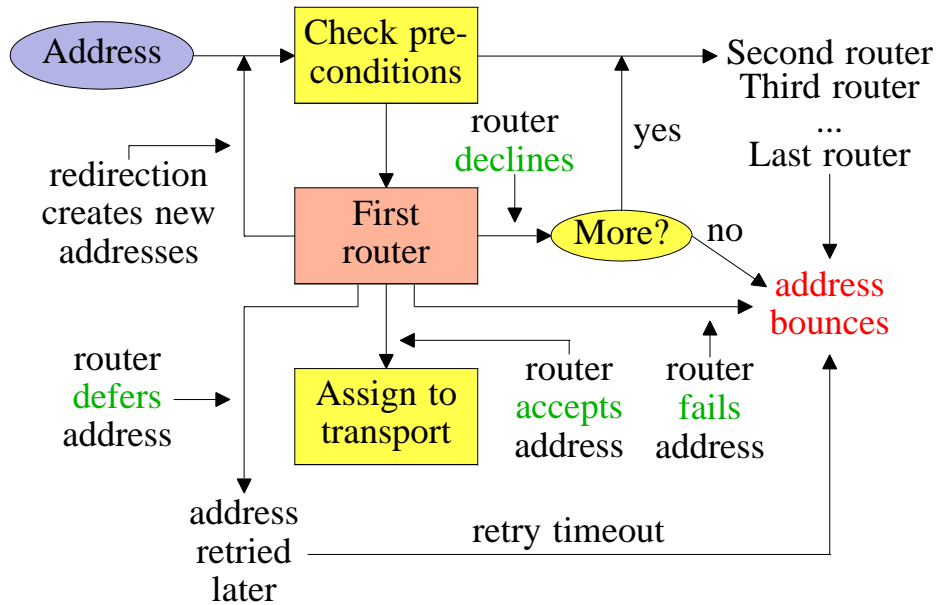 Address
Check pre-
conditions
Second router
Third router
...
Last router
router
declines
yes
redirection
creates new
addresses
First
router
More?
no
address
bounces
router
defers
address
Assign to
transport
router
accepts
address
router
fails
address
address
retried
later
retry timeout